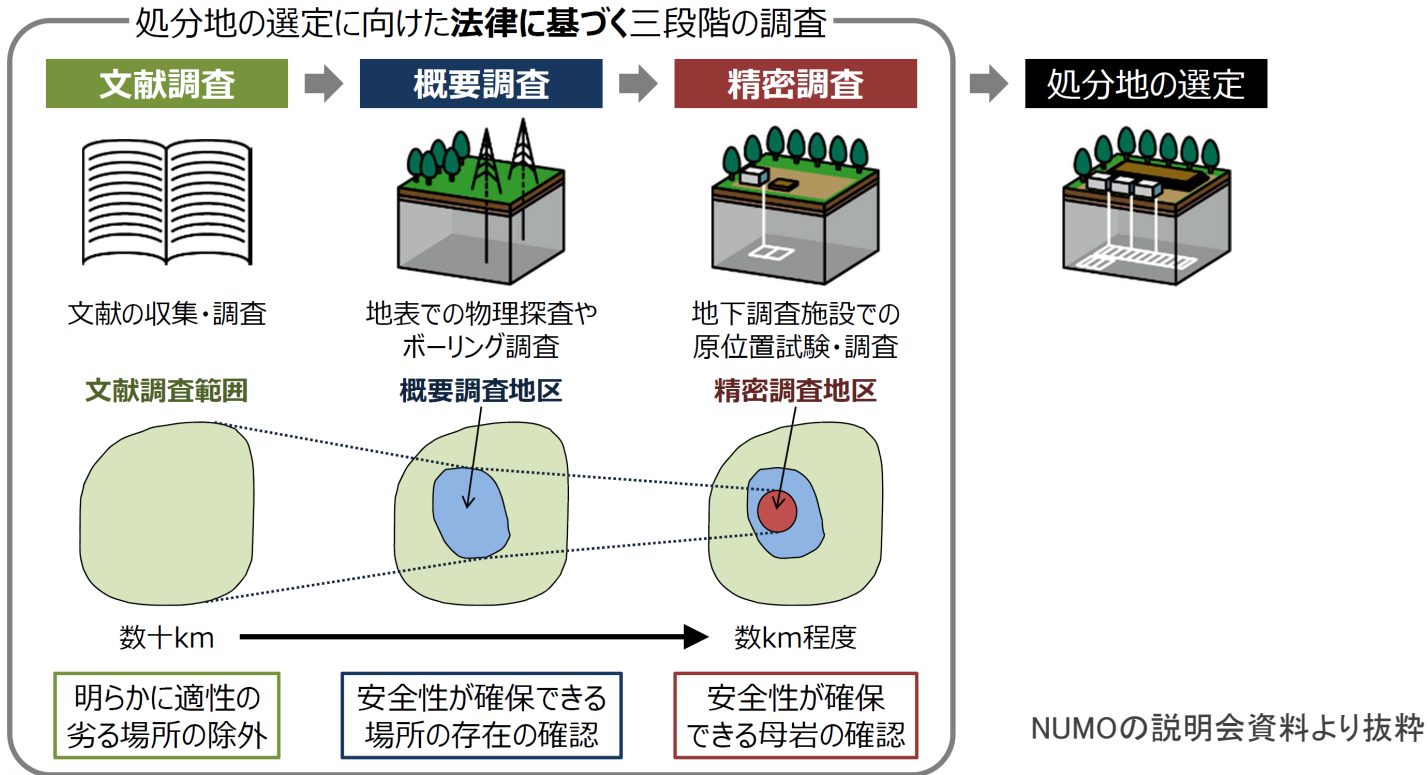 処分地の選定に向けた法律に基づく三段階の調査
文献調査
概要調査
精密調査
処分地の選定
文献の収集・調査
地表での物理探査や
ボーリング調査
地下調査施設での
原位置試験・調査
文献調査範囲
概要調査地区
精密調査地区
数十km
数km程度
明らかに適性の
劣る場所の除外
安全性が確保できる
場所の存在の確認
安全性が確保
できる母岩の確認
NUMOの説明会資料より抜粋